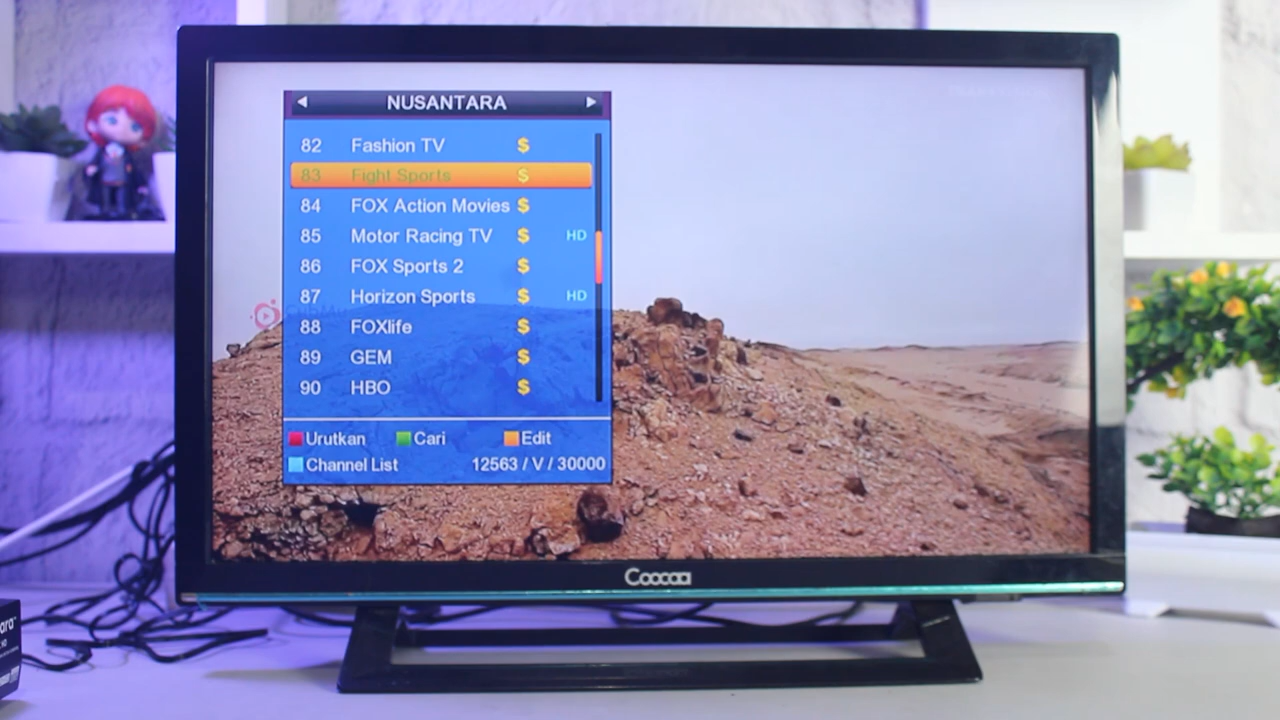 NUSANTARA
82 Fashion TV $
83 Fight Sports $
84 FOX Action Movies $
85 Motor Racing TV $ HD
86 FOX Sports 2 $
87 Horizon Sports $ HD
88 FOXlife $
89 GEM $
90 HBO $
Urutkan Cari Edit
Channel List 12563 / V / 30000
Coocaa
ara